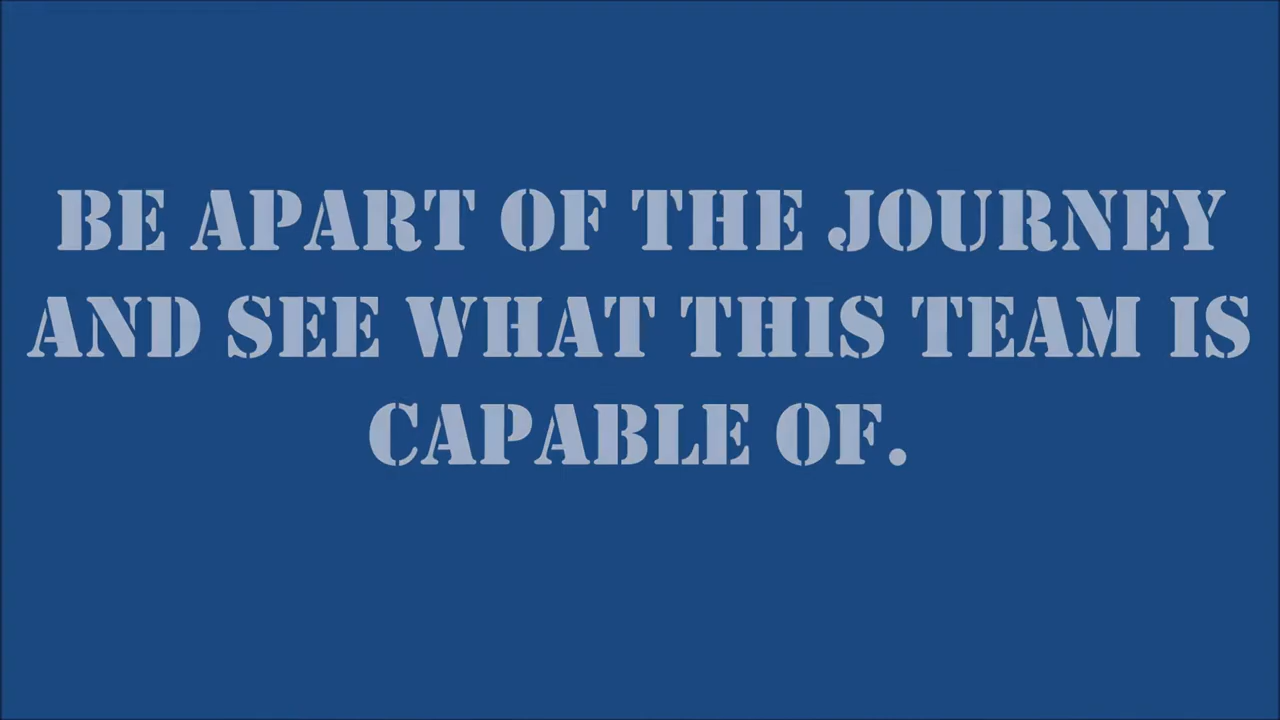 BE APART OF THE JOURNEY
AND SEE WHAT THIS TEAM IS
CAPABLE OF.